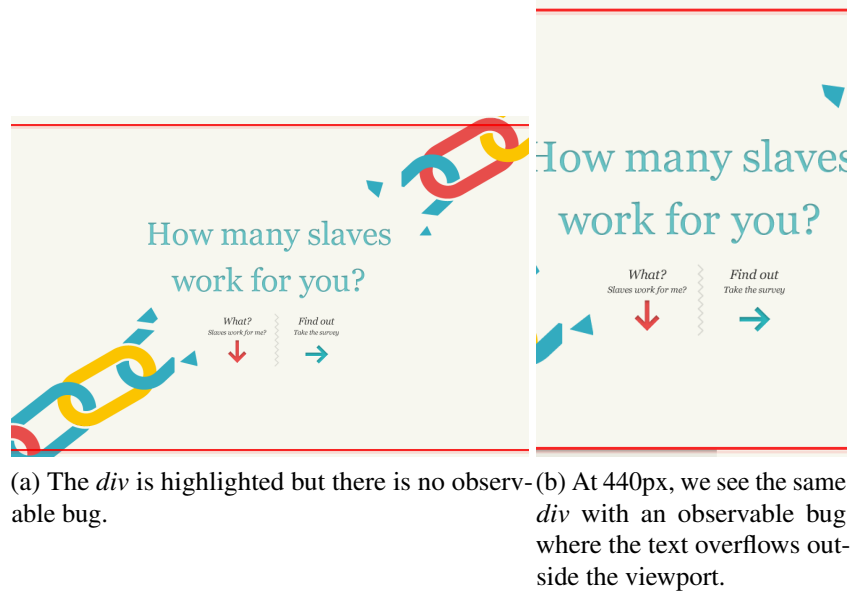 How many slaves
work for you?
What?
Slaves work for me?
Find out
Take the survey
(a) The div is highlighted but there is no observ-
able bug.
How many slaves
work for you?
What?
Slaves work for me?
Find out
Take the survey
(b) At 440px, we see the same
div with an observable bug
where the text overflows out-
side the viewport.